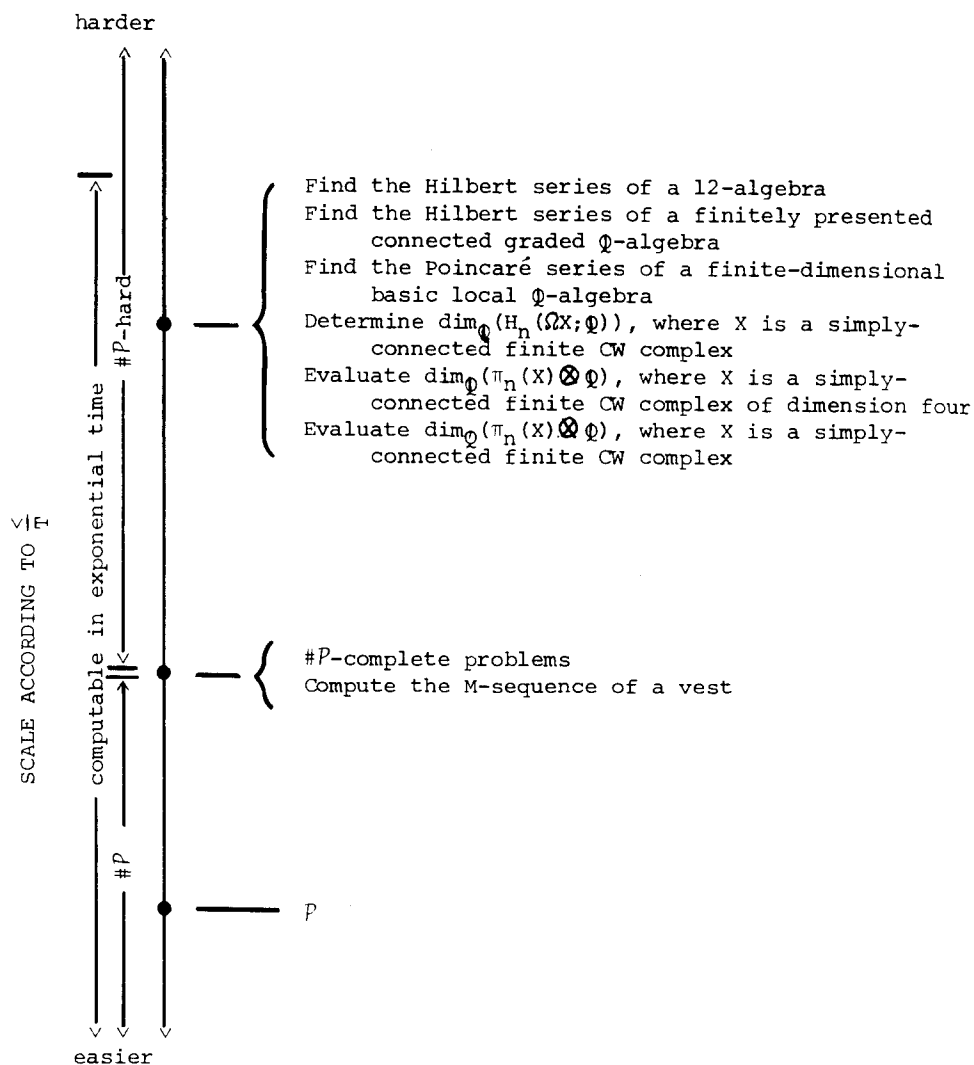 harder
Find the Hilbert series of a 12-algebra
Find the Hilbert series of a finitely presented
connected graded ℚ-algebra
Find the Poincaré series of a finite-dimensional
basic local ℚ-algebra
Determine dim_ℚ(H_n(ΩX;ℚ)), where X is a simply-
connected finite CW complex
Evaluate dim_ℚ(π_n(X)⊗ℚ), where X is a simply-
connected finite CW complex of dimension four
Evaluate dim_ℚ(π_n(X)⊗ℚ), where X is a simply-
connected finite CW complex
#P-hard
computable in exponential time
SCALE ACCORDING TO ≤_T
#P-complete problems
Compute the M-sequence of a vest
#P
P
easier